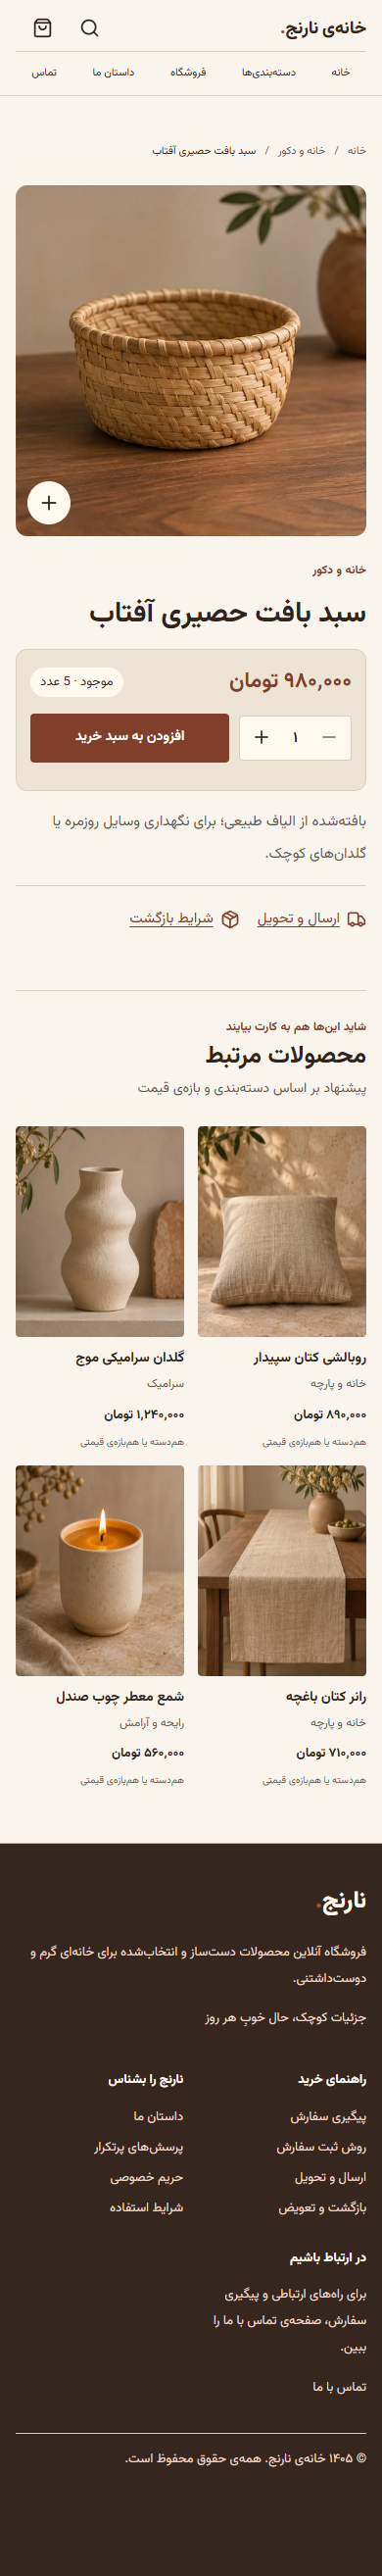 خانه‌ی نارنج.
خانه
دسته‌بندی‌ها
فروشگاه
داستان ما
تماس
خانه / خانه و دکور / سبد بافت حصیری آفتاب
خانه و دکور
سبد بافت حصیری آفتاب
۹۸۰,۰۰۰ تومان
موجود · 5 عدد
۱
افزودن به سبد خرید
بافته‌شده از الیاف طبیعی؛ برای نگهداری وسایل روزمره یا
گلدان‌های کوچک.
ارسال و تحویل
شرایط بازگشت
شاید این‌ها هم به کارت بیایند
محصولات مرتبط
پیشنهاد بر اساس دسته‌بندی و بازه‌ی قیمت
روبالشی کتان سپیدار
خانه و پارچه
۸۹۰,۰۰۰ تومان
هم‌دسته یا هم‌بازه‌ی قیمتی
گلدان سرامیکی موج
سرامیک
۱,۲۴۰,۰۰۰ تومان
هم‌دسته یا هم‌بازه‌ی قیمتی
رانر کتان باغچه
خانه و پارچه
۷۱۰,۰۰۰ تومان
هم‌دسته یا هم‌بازه‌ی قیمتی
شمع معطر چوب صندل
رایحه و آرامش
۵۶۰,۰۰۰ تومان
هم‌دسته یا هم‌بازه‌ی قیمتی
نارنج.
فروشگاه آنلاین محصولات دست‌ساز و انتخاب‌شده برای خانه‌ای گرم و
دوست‌داشتنی.
جزئیات کوچک، حال خوبِ هر روز
راهنمای خرید
پیگیری سفارش
روش ثبت سفارش
ارسال و تحویل
بازگشت و تعویض
نارنج را بشناس
داستان ما
پرسش‌های پرتکرار
حریم خصوصی
شرایط استفاده
در ارتباط باشیم
برای راه‌های ارتباطی و پیگیری
سفارش، صفحه‌ی تماس با ما را
ببین.
تماس با ما
© ۱۴۰۵ خانه‌ی نارنج. همه‌ی حقوق محفوظ است.